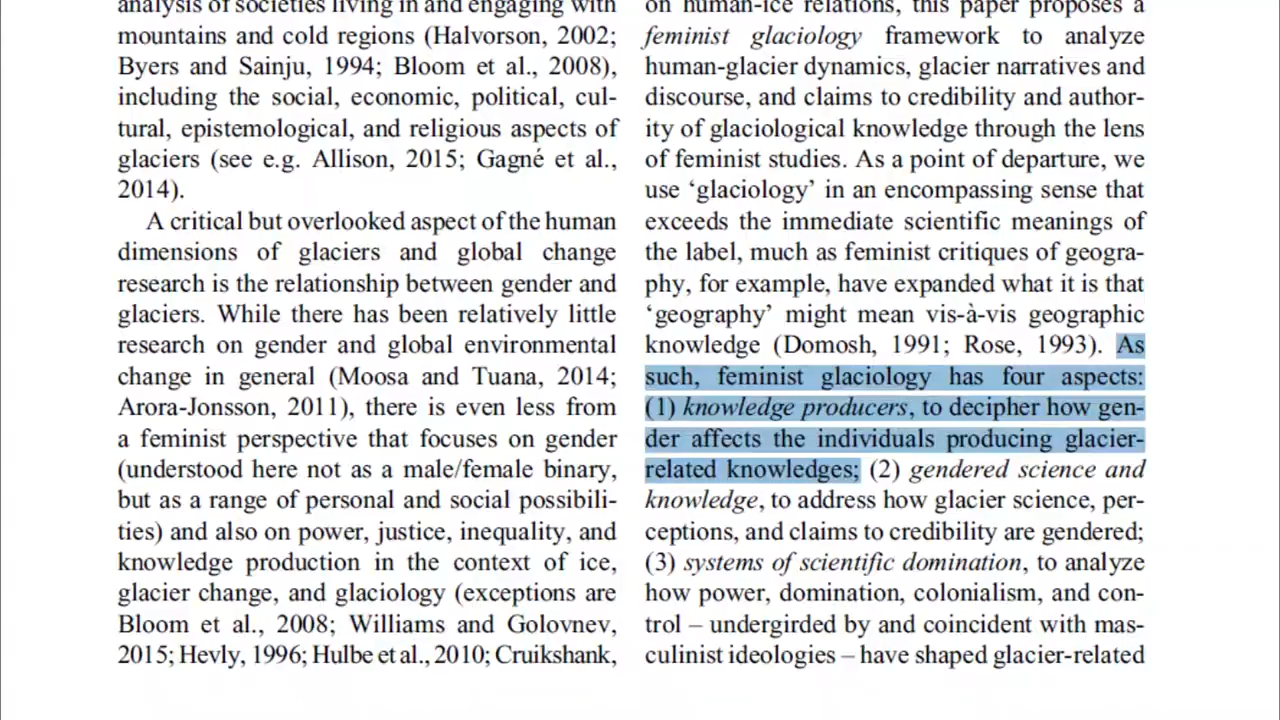 analysis of societies living in and engaging with
mountains and cold regions (Halvorson, 2002;
Byers and Sainju, 1994; Bloom et al., 2008),
including the social, economic, political, cul-
tural, epistemological, and religious aspects of
glaciers (see e.g. Allison, 2015; Gagné et al.,
2014).
A critical but overlooked aspect of the human
dimensions of glaciers and global change
research is the relationship between gender and
glaciers. While there has been relatively little
research on gender and global environmental
change in general (Moosa and Tuana, 2014;
Arora-Jonsson, 2011), there is even less from
a feminist perspective that focuses on gender
(understood here not as a male/female binary,
but as a range of personal and social possibili-
ties) and also on power, justice, inequality, and
knowledge production in the context of ice,
glacier change, and glaciology (exceptions are
Bloom et al., 2008; Williams and Golovnev,
2015; Hevly, 1996; Hulbe et al., 2010; Cruikshank,
on human-ice relations, this paper proposes a
feminist glaciology framework to analyze
human-glacier dynamics, glacier narratives and
discourse, and claims to credibility and author-
ity of glaciological knowledge through the lens
of feminist studies. As a point of departure, we
use ‘glaciology’ in an encompassing sense that
exceeds the immediate scientific meanings of
the label, much as feminist critiques of geogra-
phy, for example, have expanded what it is that
‘geography’ might mean vis-à-vis geographic
knowledge (Domosh, 1991; Rose, 1993). As
such, feminist glaciology has four aspects:
(1) knowledge producers, to decipher how gen-
der affects the individuals producing glacier-
related knowledges; (2) gendered science and
knowledge, to address how glacier science, per-
ceptions, and claims to credibility are gendered;
(3) systems of scientific domination, to analyze
how power, domination, colonialism, and con-
trol – undergirded by and coincident with mas-
culinist ideologies – have shaped glacier-related